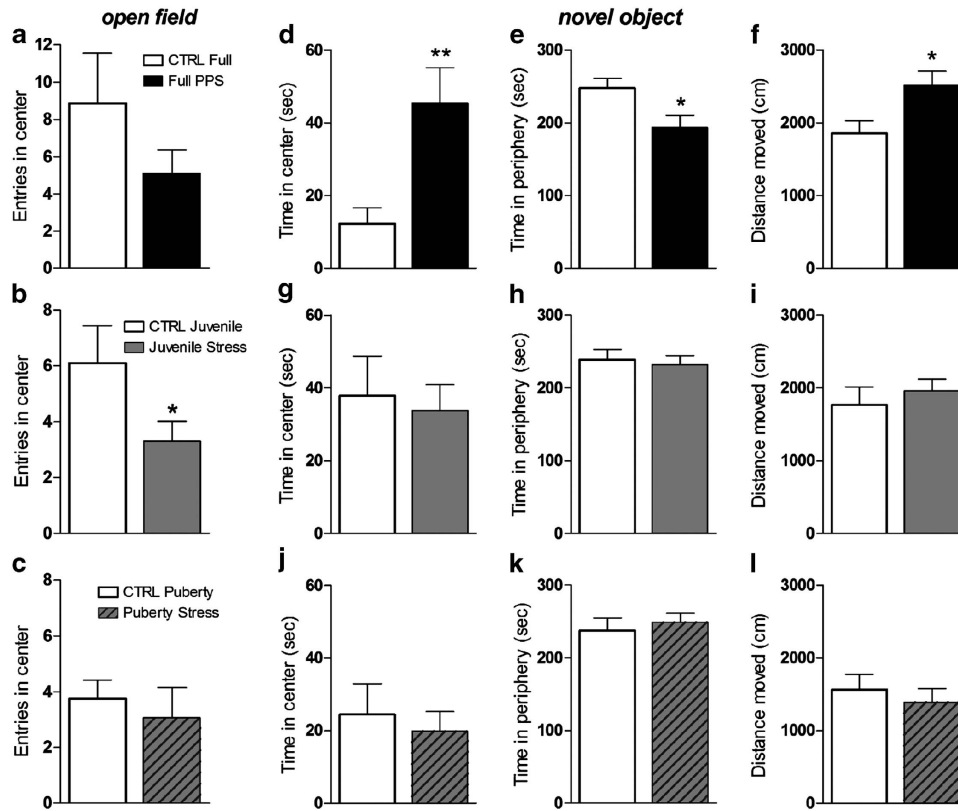 open field
novel object
a
Entries in center
12
10
8
6
4
2
0
CTRL Full
Full PPS
d
Time in center (sec)
60
40
20
0
**
e
Time in periphery (sec)
300
200
100
0
*
f
Distance moved (cm)
3000
2000
1000
0
*
b
Entries in center
8
6
4
2
0
CTRL Juvenile
Juvenile Stress
*
g
Time in center (sec)
60
40
20
0
h
Time in periphery (sec)
300
200
100
0
i
Distance moved (cm)
3000
2000
1000
0
c
Entries in center
8
6
4
2
0
CTRL Puberty
Puberty Stress
j
Time in center (sec)
60
40
20
0
k
Time in periphery (sec)
300
200
100
0
l
Distance moved (cm)
3000
2000
1000
0